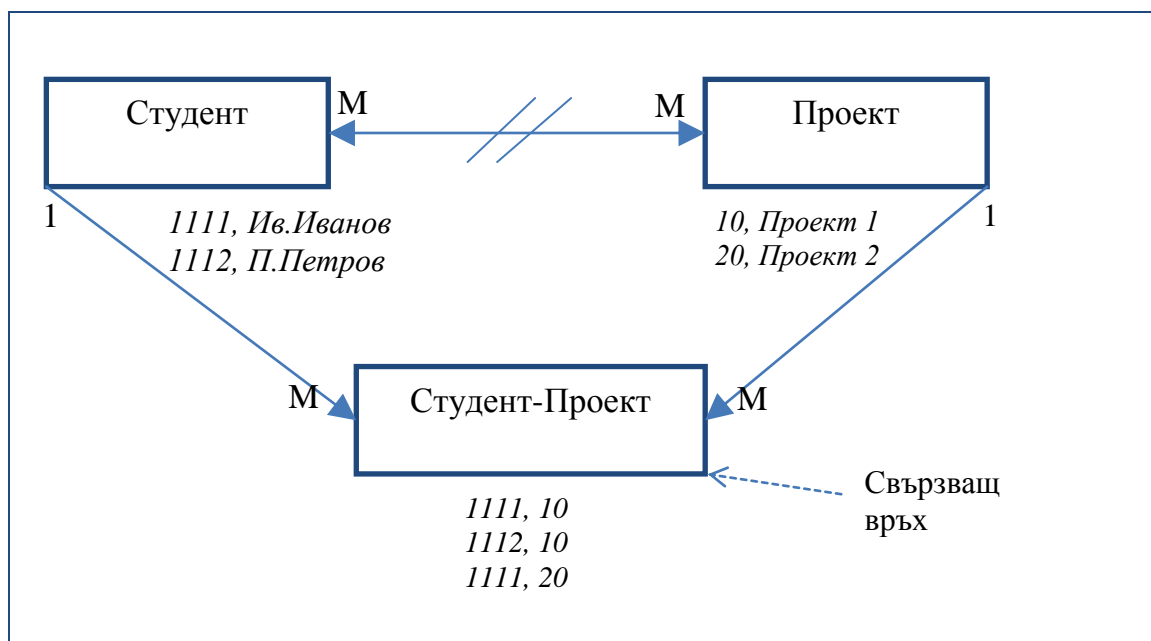 Студент
М
М
Проект
1
1111, Ив.Иванов
1112, П.Петров
10, Проект 1
20, Проект 2
1
М
Студент-Проект
М
Свързващ
връх
1111, 10
1112, 10
1111, 20